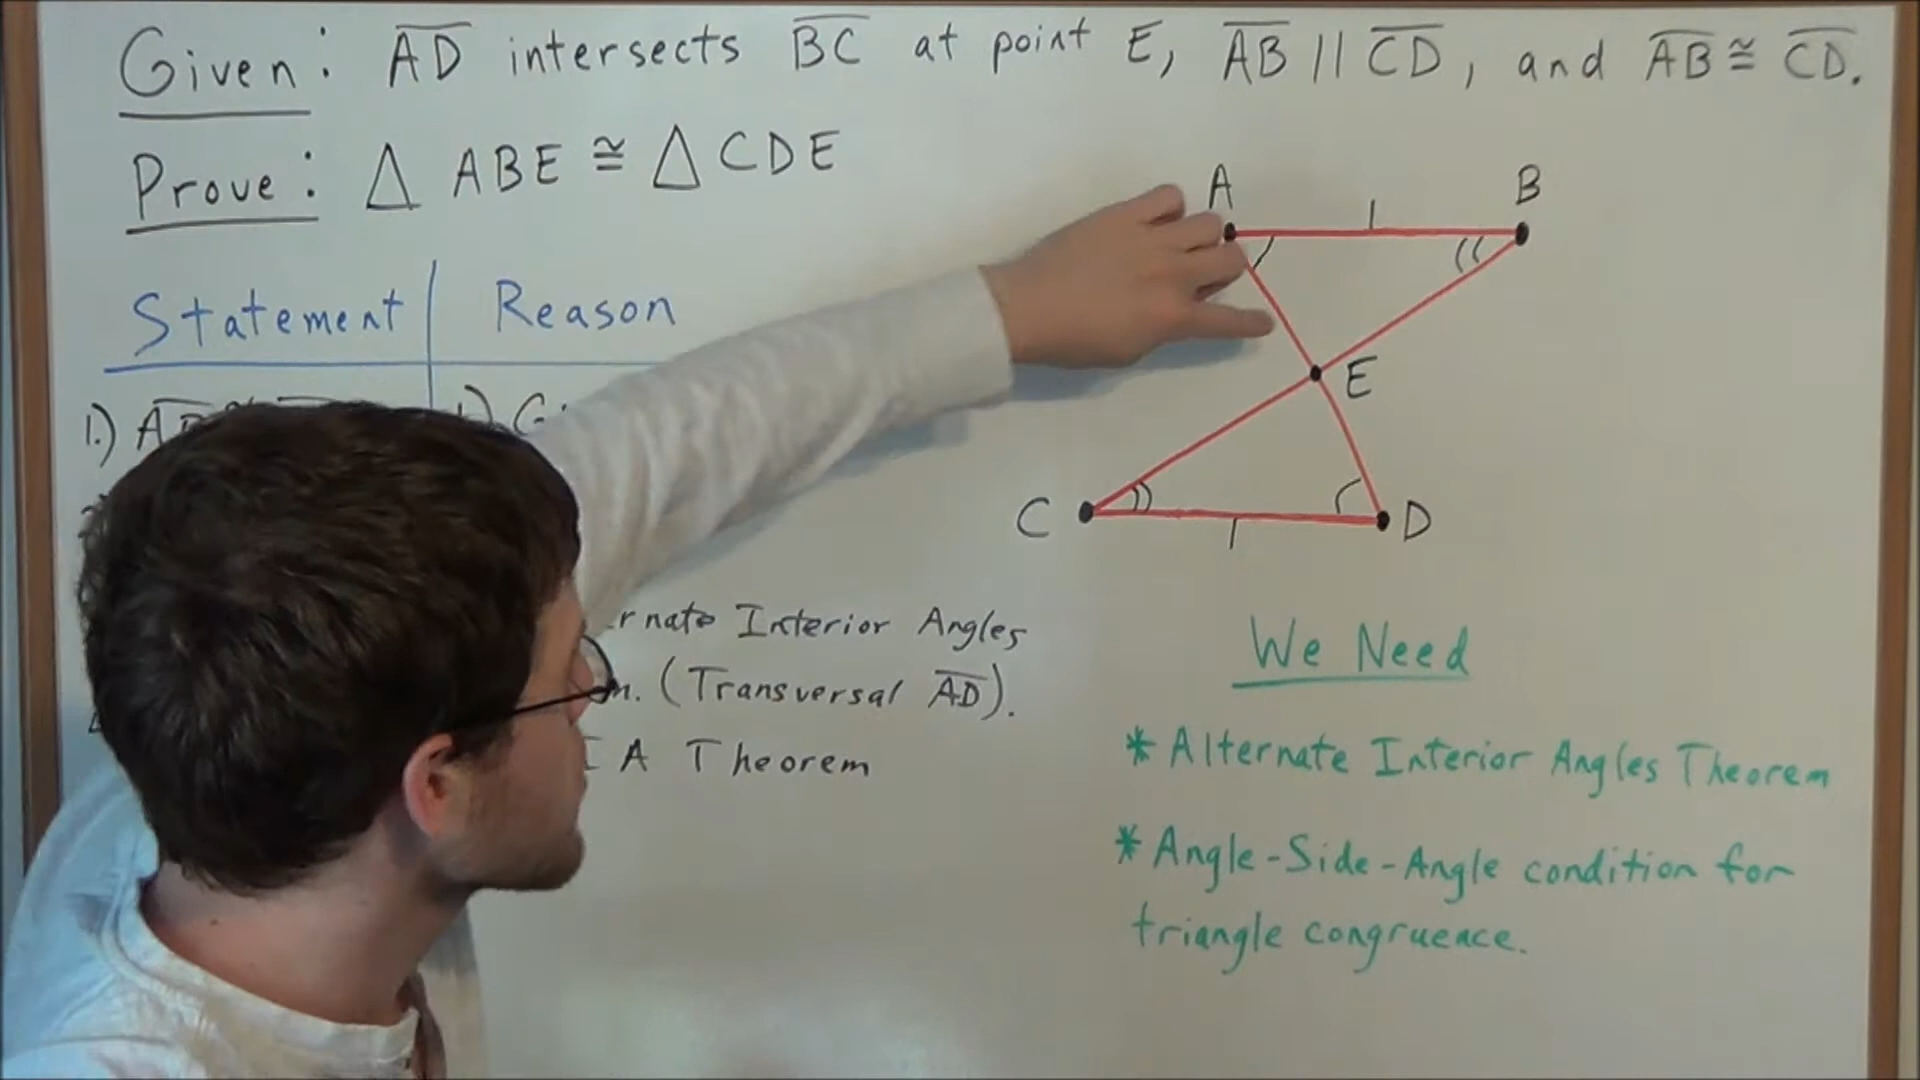 Given: AD intersects BC at point E, AB || CD, and AB ≅ CD.
Prove: △ ABE ≅ △ CDE
Statement Reason
1.)
Interior Angles
(Transversal AD).
A Theorem
A
B
E
C
D
We Need
* Alternate Interior Angles Theorem
* Angle-Side-Angle condition for
triangle congruence.